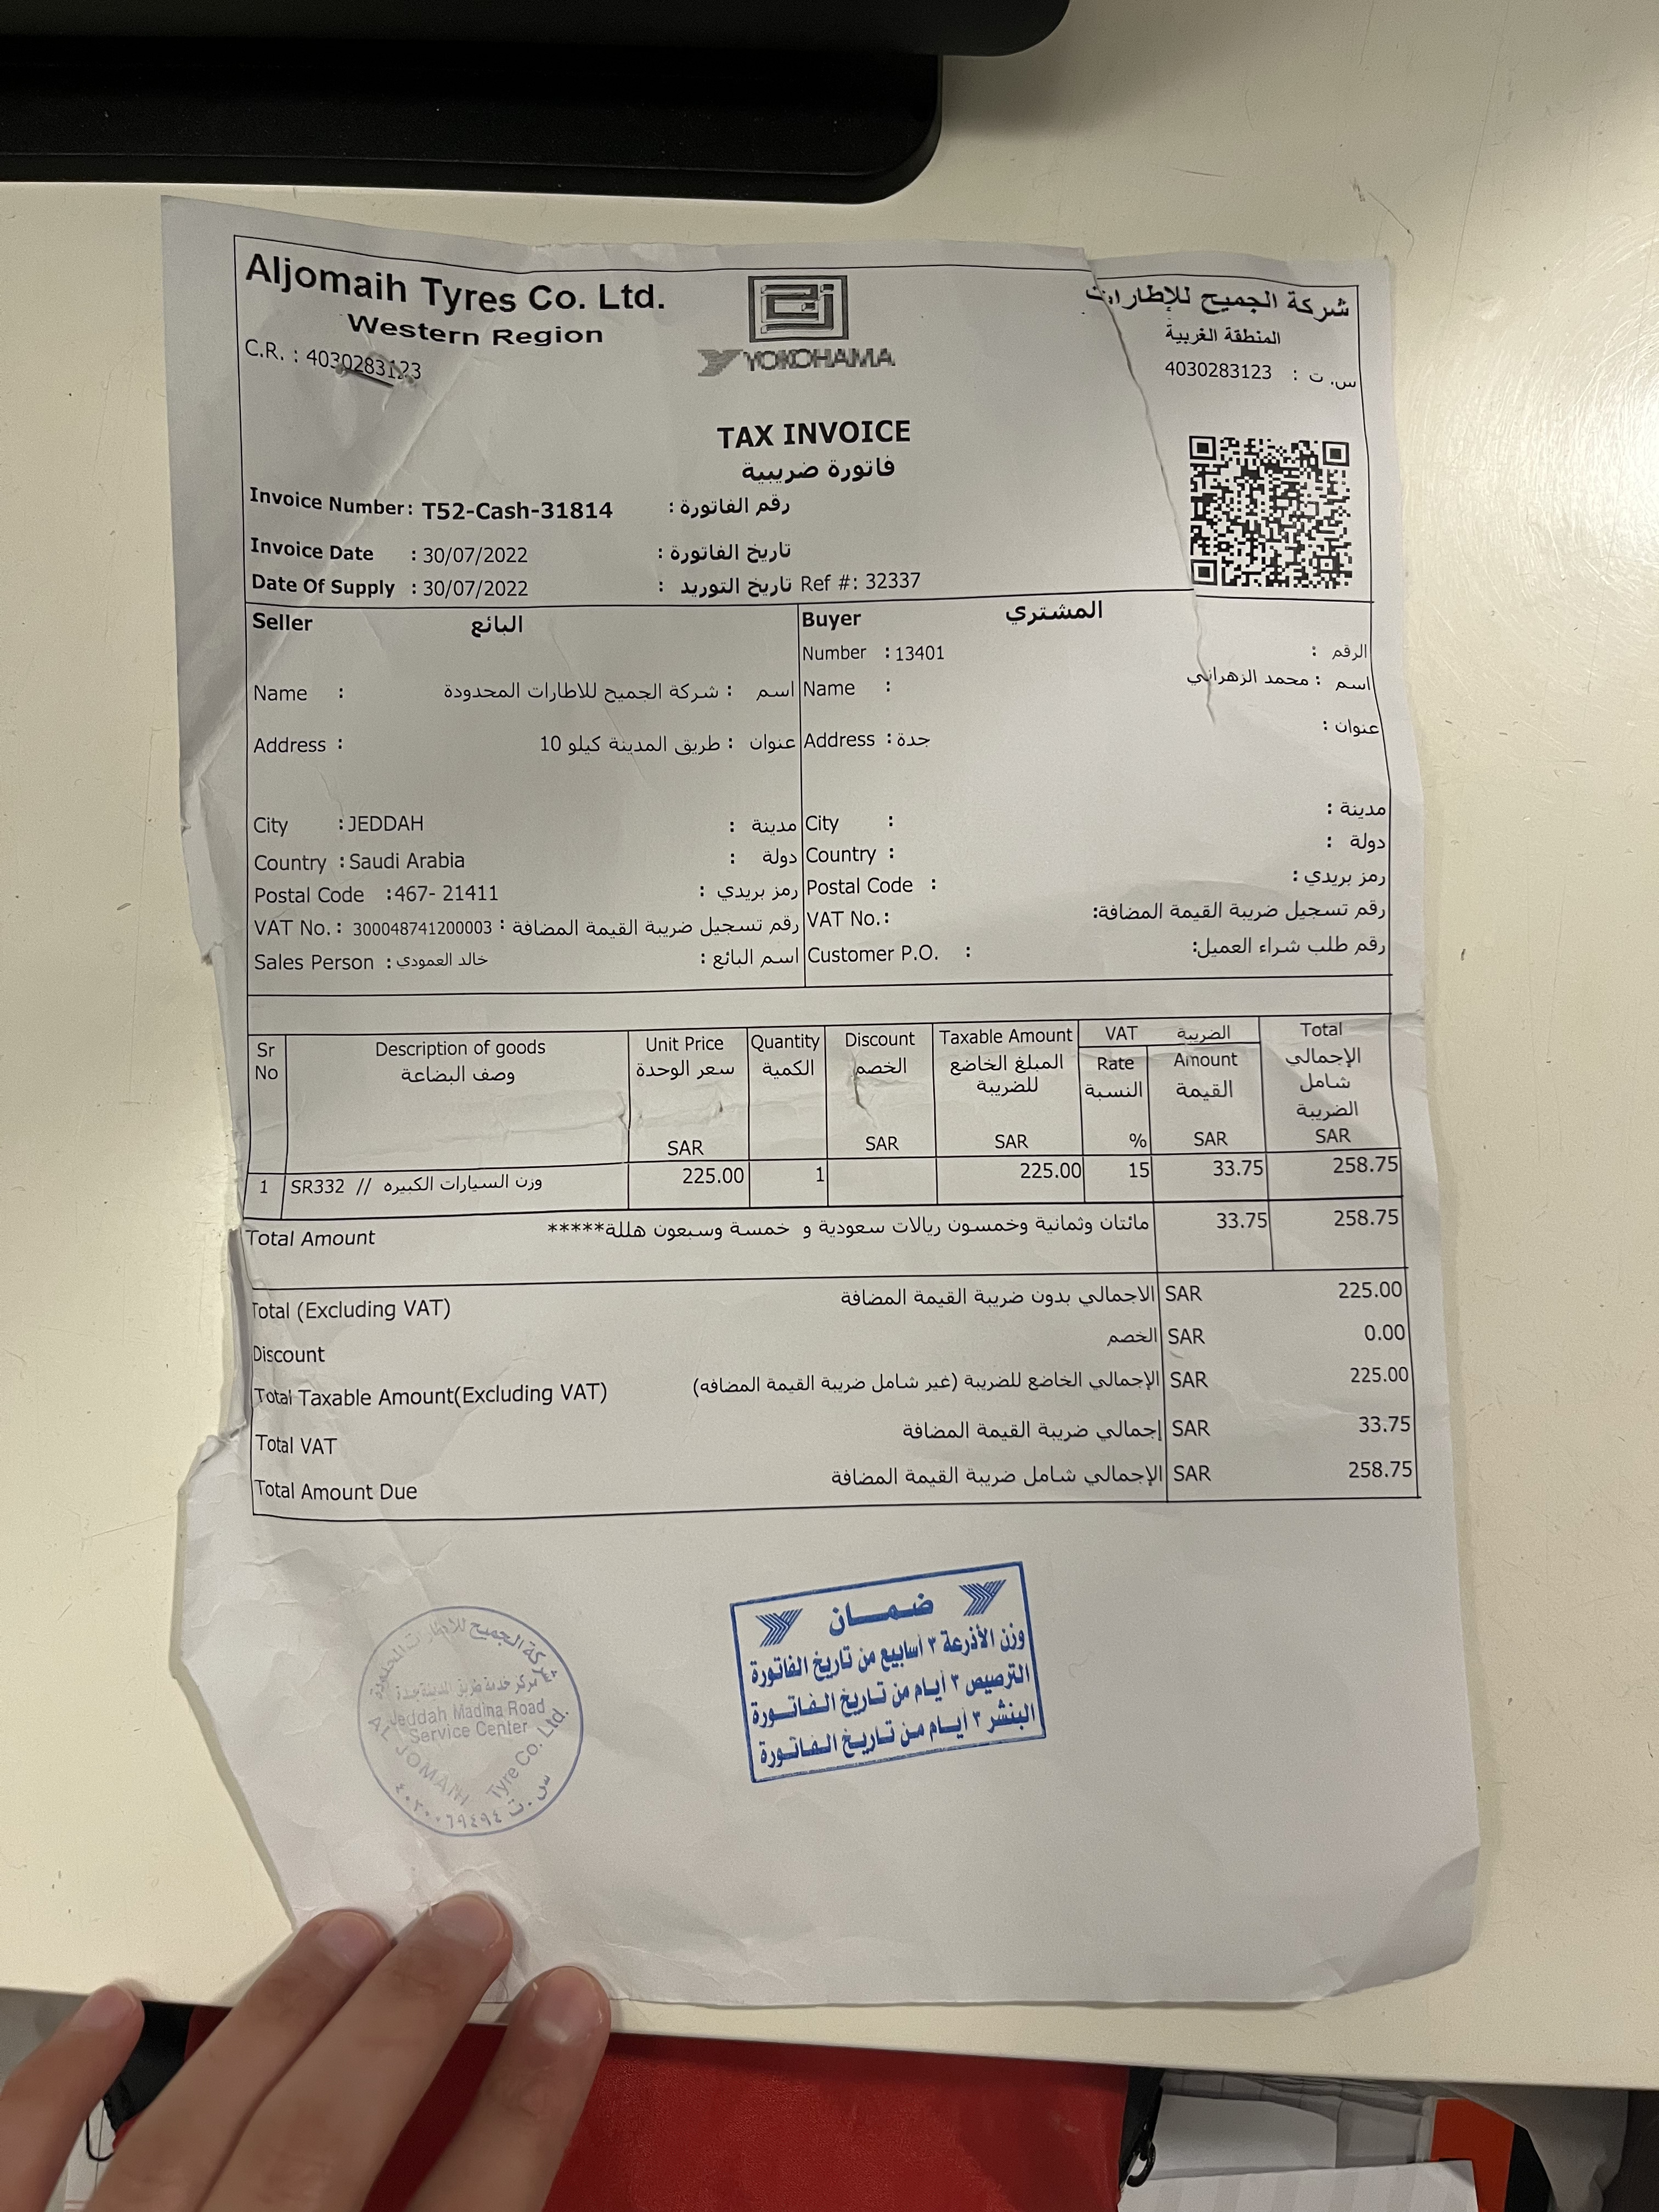 Aljomaih Tyres Co. Ltd.
Western Region
C.R. : 4030283123
YOKOHAMA
شركة الجميح للإطارات
المنطقة الغربية
س.ت : 4030283123
TAX INVOICE
فاتورة ضريبية
Invoice Number: T52-Cash-31814 رقم الفاتورة :
Invoice Date : 30/07/2022 تاريخ الفاتورة :
Date Of Supply : 30/07/2022 تاريخ التوريد : Ref #: 32337
Seller البائع
Name : اسم : شركة الجميح للاطارات المحدودة
Address : عنوان : طريق المدينة كيلو 10
City : JEDDAH مدينة :
Country : Saudi Arabia دولة :
Postal Code : 467- 21411 رمز بريدي :
VAT No. : 300048741200003 : رقم تسجيل ضريبة القيمة المضافة
Sales Person : خالد العمودي اسم البائع :
Buyer المشتري
Number : 13401 الرقم :
Name : اسم : محمد الزهراني
Address : جدة عنوان :
City : مدينة :
Country : دولة :
Postal Code : رمز بريدي :
VAT No.: رقم تسجيل ضريبة القيمة المضافة:
Customer P.O. : رقم طلب شراء العميل:
Sr No
Description of goods وصف البضاعة
Unit Price سعر الوحدة SAR
Quantity الكمية
Discount الخصم SAR
Taxable Amount المبلغ الخاضع للضريبة SAR
VAT الضريبة
Rate النسبة %
Amount القيمة SAR
Total الإجمالي شامل الضريبة SAR
1 SR332 // وزن السيارات الكبيره 225.00 1 225.00 15 33.75 258.75
Total Amount مائتان وثمانية وخمسون ريالات سعودية و خمسة وسبعون هللة***** 33.75 258.75
Total (Excluding VAT) الاجمالي بدون ضريبة القيمة المضافة SAR 225.00
Discount الخصم SAR 0.00
Total Taxable Amount(Excluding VAT) الإجمالي الخاضع للضريبة (غير شامل ضريبة القيمة المضافه) SAR 225.00
Total VAT إجمالي ضريبة القيمة المضافة SAR 33.75
Total Amount Due الإجمالي شامل ضريبة القيمة المضافة SAR 258.75
شركة الجميح للإطارات المحدودة
مركز خدمة طريق المدينة جدة
Jeddah Madina Road
Service Center
AL JOMAIH Tyre Co. Ltd.
ضمان
وزن الأذرعة ٣ أسابيع من تاريخ الفاتورة
الترصيص ٣ أيام من تاريخ الفاتورة
البنشر ٣ أيام من تاريخ الفاتورة